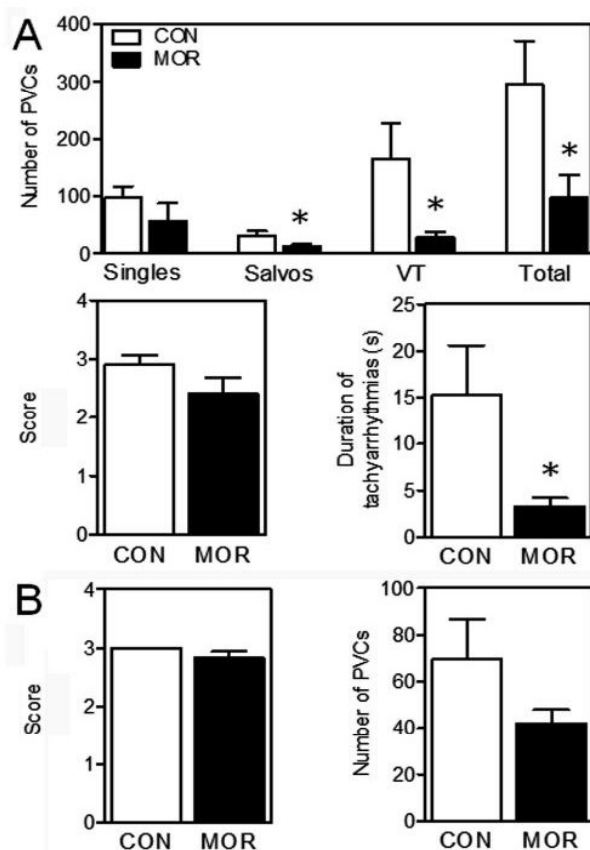 A
CON
MOR
Number of PVCs
400
300
200
100
0
*
*
*
Singles Salvos VT Total
Score
4
3
2
1
0
CON MOR
Duration of
tachyarrhythmias (s)
25
20
15
10
5
0
*
CON MOR
B
Score
4
3
2
1
0
CON MOR
Number of PVCs
100
80
60
40
20
0
CON MOR